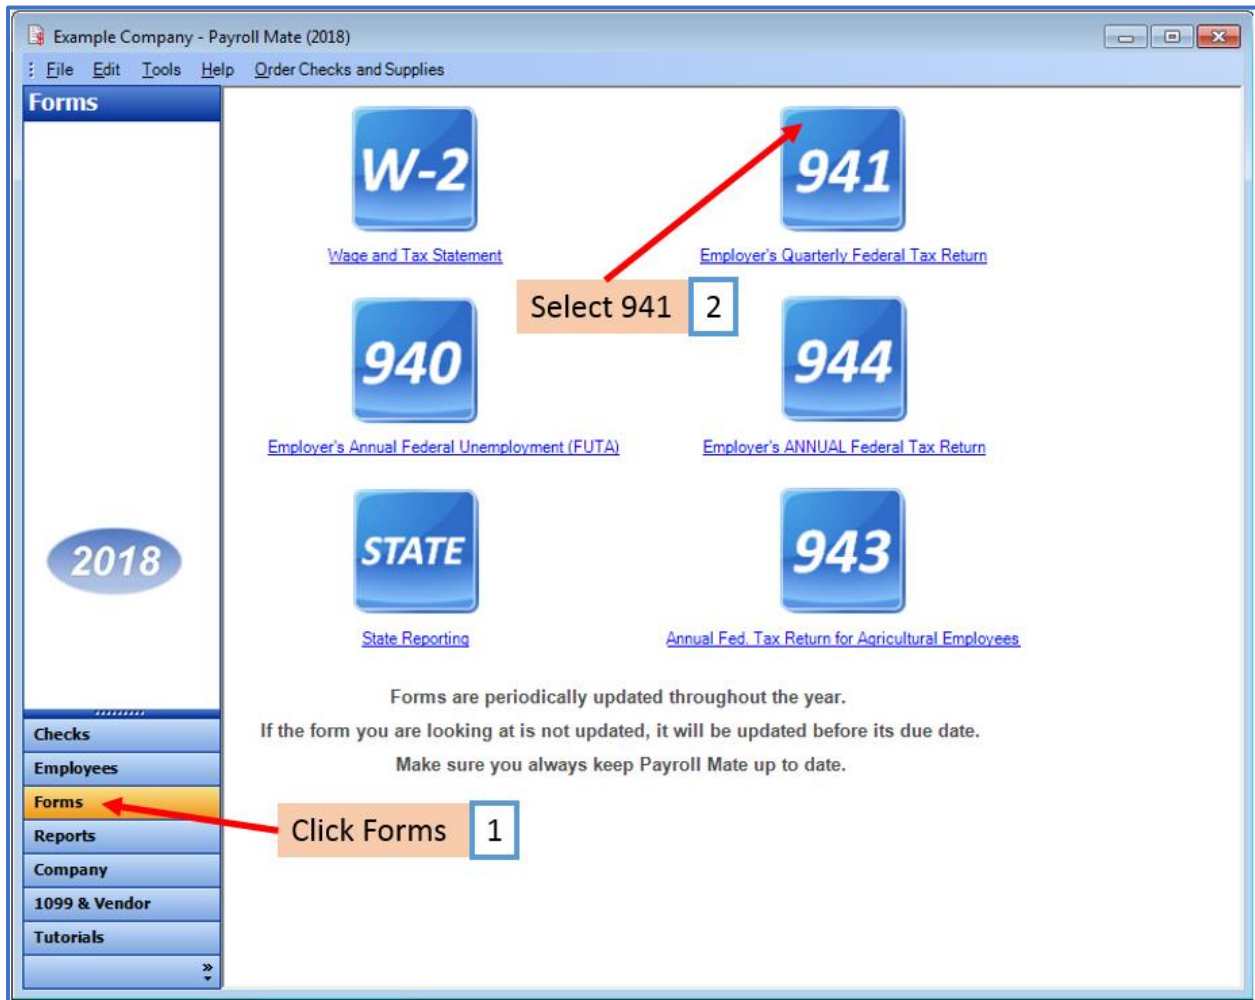 Example Company - Payroll Mate (2018)
File Edit Tools Help Order Checks and Supplies
Forms
W-2
941
Wage and Tax Statement
Employer's Quarterly Federal Tax Return
Select 941 2
940
944
Employer's Annual Federal Unemployment (FUTA)
Employer's ANNUAL Federal Tax Return
STATE
943
2018
State Reporting
Annual Fed. Tax Return for Agricultural Employees
Forms are periodically updated throughout the year.
If the form you are looking at is not updated, it will be updated before its due date.
Make sure you always keep Payroll Mate up to date.
Checks
Employees
Forms
Click Forms 1
Reports
Company
1099 & Vendor
Tutorials